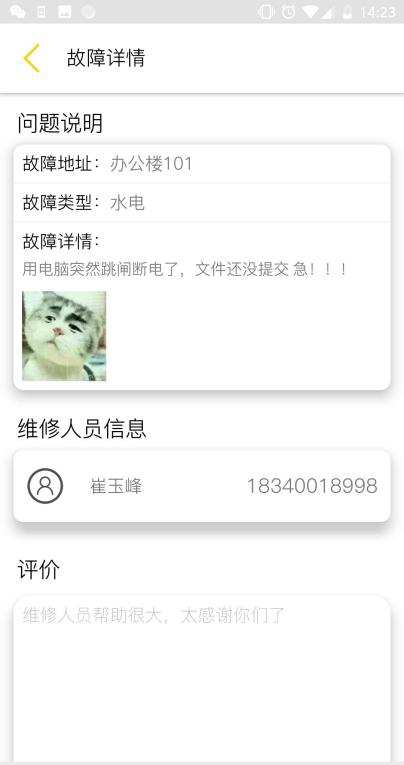 14:23
故障详情
问题说明
故障地址：办公楼101
故障类型：水电
故障详情：
用电脑突然跳闸断电了，文件还没提交 急！！！
维修人员信息
崔玉峰 18340018998
评价
维修人员帮助很大，太感谢你们了